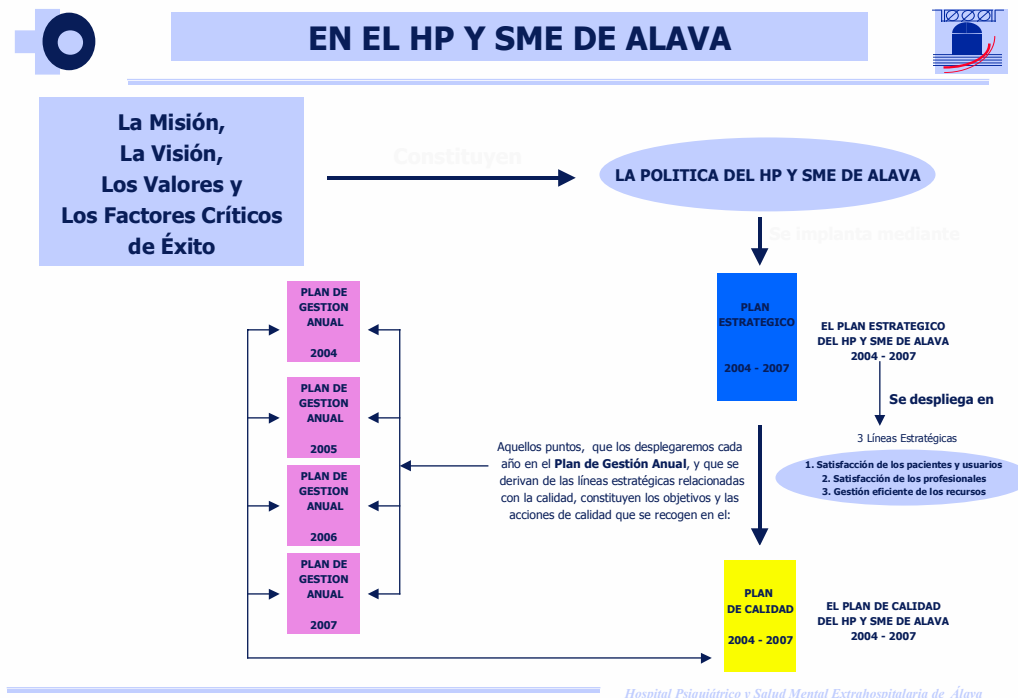 EN EL HP Y SME DE ALAVA
La Misión,
La Visión,
Los Valores y
Los Factores Críticos
de Éxito
Constituyen
LA POLITICA DEL HP Y SME DE ALAVA
Se implanta mediante
PLAN
ESTRATEGICO
2004 - 2007
EL PLAN ESTRATEGICO
DEL HP Y SME DE ALAVA
2004 - 2007
Se despliega en
3 Líneas Estratégicas
1. Satisfacción de los pacientes y usuarios
2. Satisfacción de los profesionales
3. Gestión eficiente de los recursos
PLAN DE
GESTION
ANUAL
2004
PLAN DE
GESTION
ANUAL
2005
PLAN DE
GESTION
ANUAL
2006
PLAN DE
GESTION
ANUAL
2007
Aquellos puntos, que los desplegaremos cada
año en el Plan de Gestión Anual, y que se
derivan de las líneas estratégicas relacionadas
con la calidad, constituyen los objetivos y las
acciones de calidad que se recogen en el:
PLAN
DE CALIDAD
2004 - 2007
EL PLAN DE CALIDAD
DEL HP Y SME DE ALAVA
2004 - 2007
Hospital Psiquiátrico y Salud Mental Extrahospitalaria de Álava